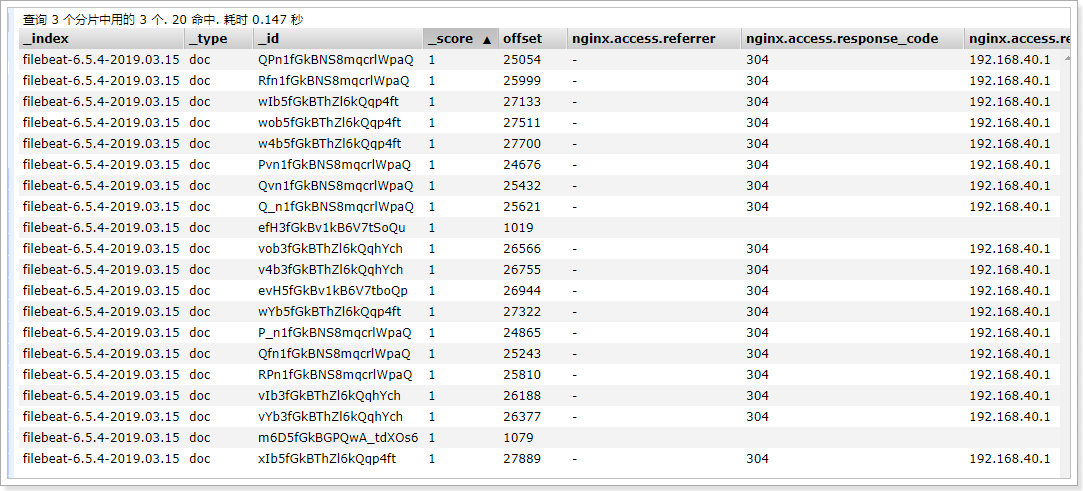 查询 3 个分片中用的 3 个. 20 命中. 耗时 0.147 秒
_index _type _id _score ▲ offset nginx.access.referrer nginx.access.response_code nginx.access.re
filebeat-6.5.4-2019.03.15 doc QPn1fGkBNS8mqcrlWpaQ 1 25054 - 304 192.168.40.1
filebeat-6.5.4-2019.03.15 doc Rfn1fGkBNS8mqcrlWpaQ 1 25999 - 304 192.168.40.1
filebeat-6.5.4-2019.03.15 doc wIb5fGkBThZl6kQqp4ft 1 27133 - 304 192.168.40.1
filebeat-6.5.4-2019.03.15 doc wob5fGkBThZl6kQqp4ft 1 27511 - 304 192.168.40.1
filebeat-6.5.4-2019.03.15 doc w4b5fGkBThZl6kQqp4ft 1 27700 - 304 192.168.40.1
filebeat-6.5.4-2019.03.15 doc Pvn1fGkBNS8mqcrlWpaQ 1 24676 - 304 192.168.40.1
filebeat-6.5.4-2019.03.15 doc Qvn1fGkBNS8mqcrlWpaQ 1 25432 - 304 192.168.40.1
filebeat-6.5.4-2019.03.15 doc Q_n1fGkBNS8mqcrlWpaQ 1 25621 - 304 192.168.40.1
filebeat-6.5.4-2019.03.15 doc efH3fGkBv1kB6V7tSoQu 1 1019
filebeat-6.5.4-2019.03.15 doc vob3fGkBThZl6kQqhYch 1 26566 - 304 192.168.40.1
filebeat-6.5.4-2019.03.15 doc v4b3fGkBThZl6kQqhYch 1 26755 - 304 192.168.40.1
filebeat-6.5.4-2019.03.15 doc evH5fGkBv1kB6V7tboQp 1 26944 - 304 192.168.40.1
filebeat-6.5.4-2019.03.15 doc wYb5fGkBThZl6kQqp4ft 1 27322 - 304 192.168.40.1
filebeat-6.5.4-2019.03.15 doc P_n1fGkBNS8mqcrlWpaQ 1 24865 - 304 192.168.40.1
filebeat-6.5.4-2019.03.15 doc Qfn1fGkBNS8mqcrlWpaQ 1 25243 - 304 192.168.40.1
filebeat-6.5.4-2019.03.15 doc RPn1fGkBNS8mqcrlWpaQ 1 25810 - 304 192.168.40.1
filebeat-6.5.4-2019.03.15 doc vIb3fGkBThZl6kQqhYch 1 26188 - 304 192.168.40.1
filebeat-6.5.4-2019.03.15 doc vYb3fGkBThZl6kQqhYch 1 26377 - 304 192.168.40.1
filebeat-6.5.4-2019.03.15 doc m6D5fGkBGPQwA_tdXOs6 1 1079
filebeat-6.5.4-2019.03.15 doc xIb5fGkBThZl6kQqp4ft 1 27889 - 304 192.168.40.1